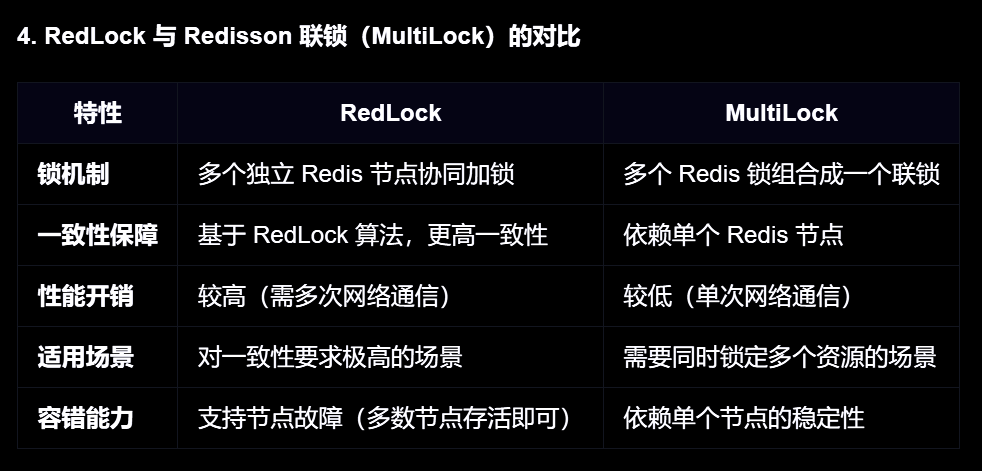 4. RedLock 与 Redisson 联锁（MultiLock）的对比
特性 RedLock MultiLock
锁机制 多个独立 Redis 节点协同加锁 多个 Redis 锁组合成一个联锁
一致性保障 基于 RedLock 算法，更高一致性 依赖单个 Redis 节点
性能开销 较高（需多次网络通信） 较低（单次网络通信）
适用场景 对一致性要求极高的场景 需要同时锁定多个资源的场景
容错能力 支持节点故障（多数节点存活即可） 依赖单个节点的稳定性